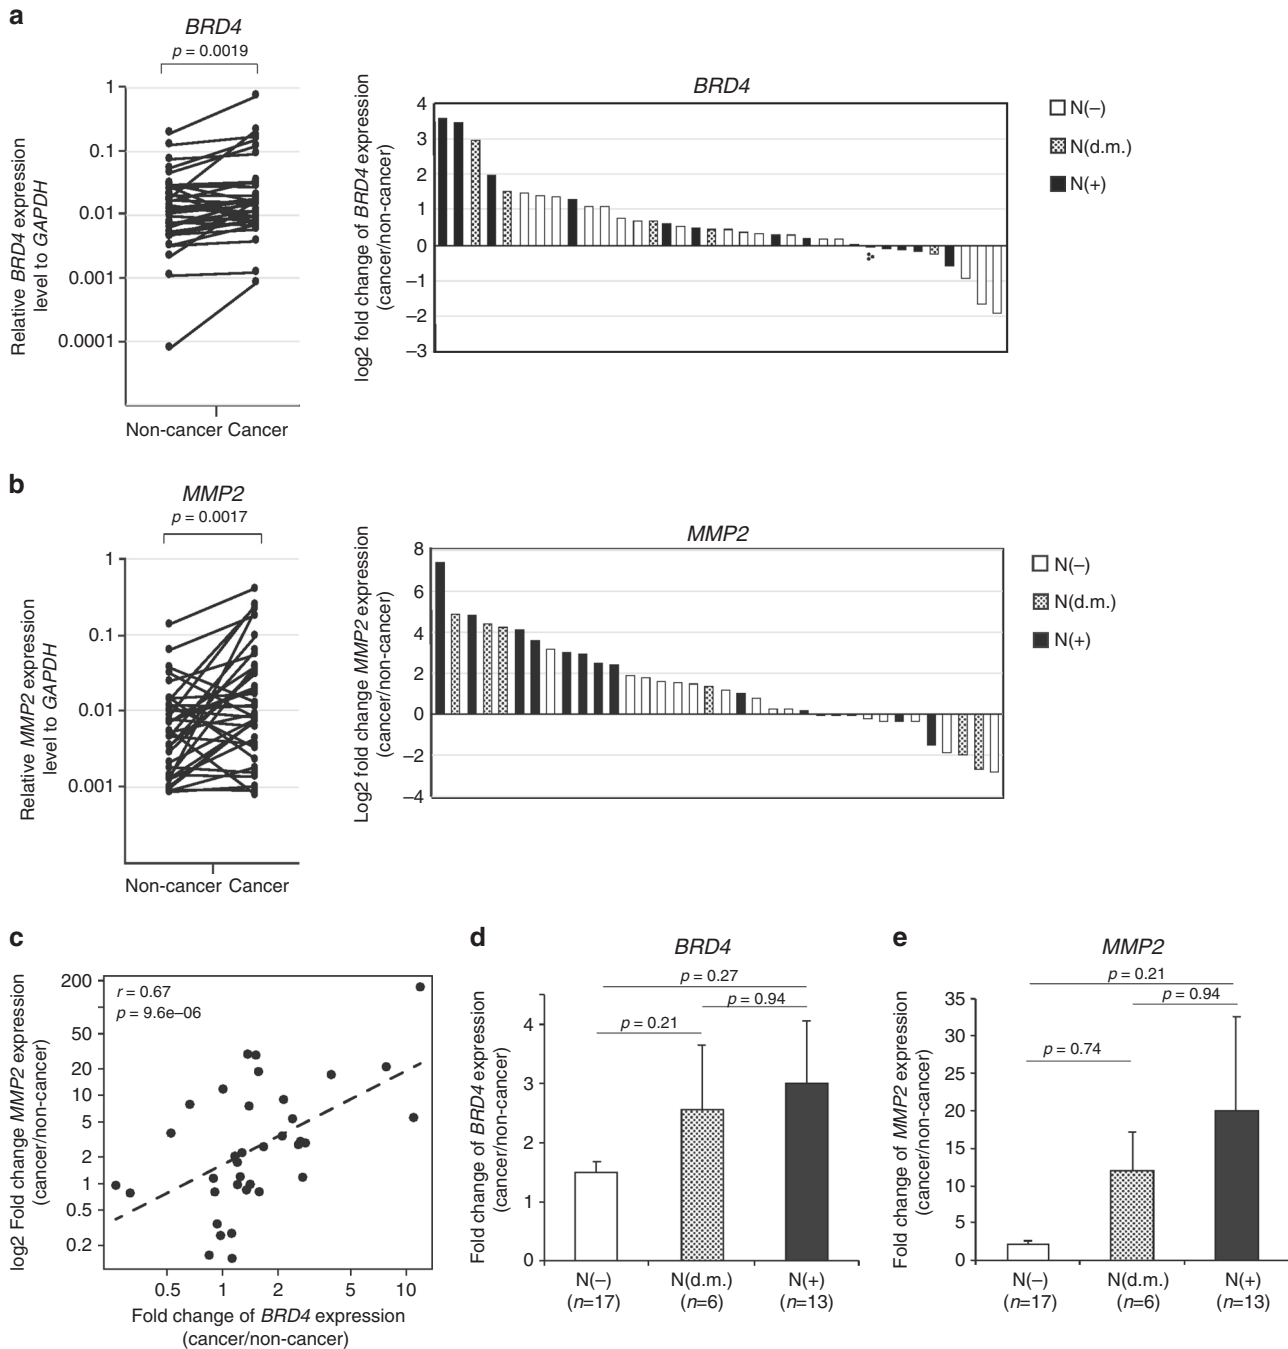 a
BRD4
p = 0.0019
Relative BRD4 expression
level to GAPDH
1
0.1
0.01
0.001
0.0001
Non-cancer Cancer
BRD4
log2 fold change of BRD4 expression
(cancer/non-cancer)
4
3
2
1
0
–1
–2
–3
N(–)
N(d.m.)
N(+)
b
MMP2
p = 0.0017
Relative MMP2 expression
level to GAPDH
1
0.1
0.01
0.001
Non-cancer Cancer
MMP2
Log2 fold change MMP2 expression
(cancer/non-cancer)
8
6
4
2
0
–2
–4
N(–)
N(d.m.)
N(+)
c
r = 0.67
p = 9.6e–06
log2 Fold change MMP2 expression
(cancer/non-cancer)
200
50
20
10
5
2
1
0.5
0.2
0.5 1 2 5 10
Fold change of BRD4 expression
(cancer/non-cancer)
d
BRD4
p = 0.27
p = 0.94
p = 0.21
Fold change of BRD4 expression
(cancer/non-cancer)
4
3
2
1
0
N(–) N(d.m.) N(+)
(n=17) (n=6) (n=13)
e
MMP2
p = 0.21
p = 0.94
p = 0.74
Fold change of MMP2 expression
(cancer/non-cancer)
35
30
25
20
15
10
5
0
N(–) N(d.m.) N(+)
(n=17) (n=6) (n=13)